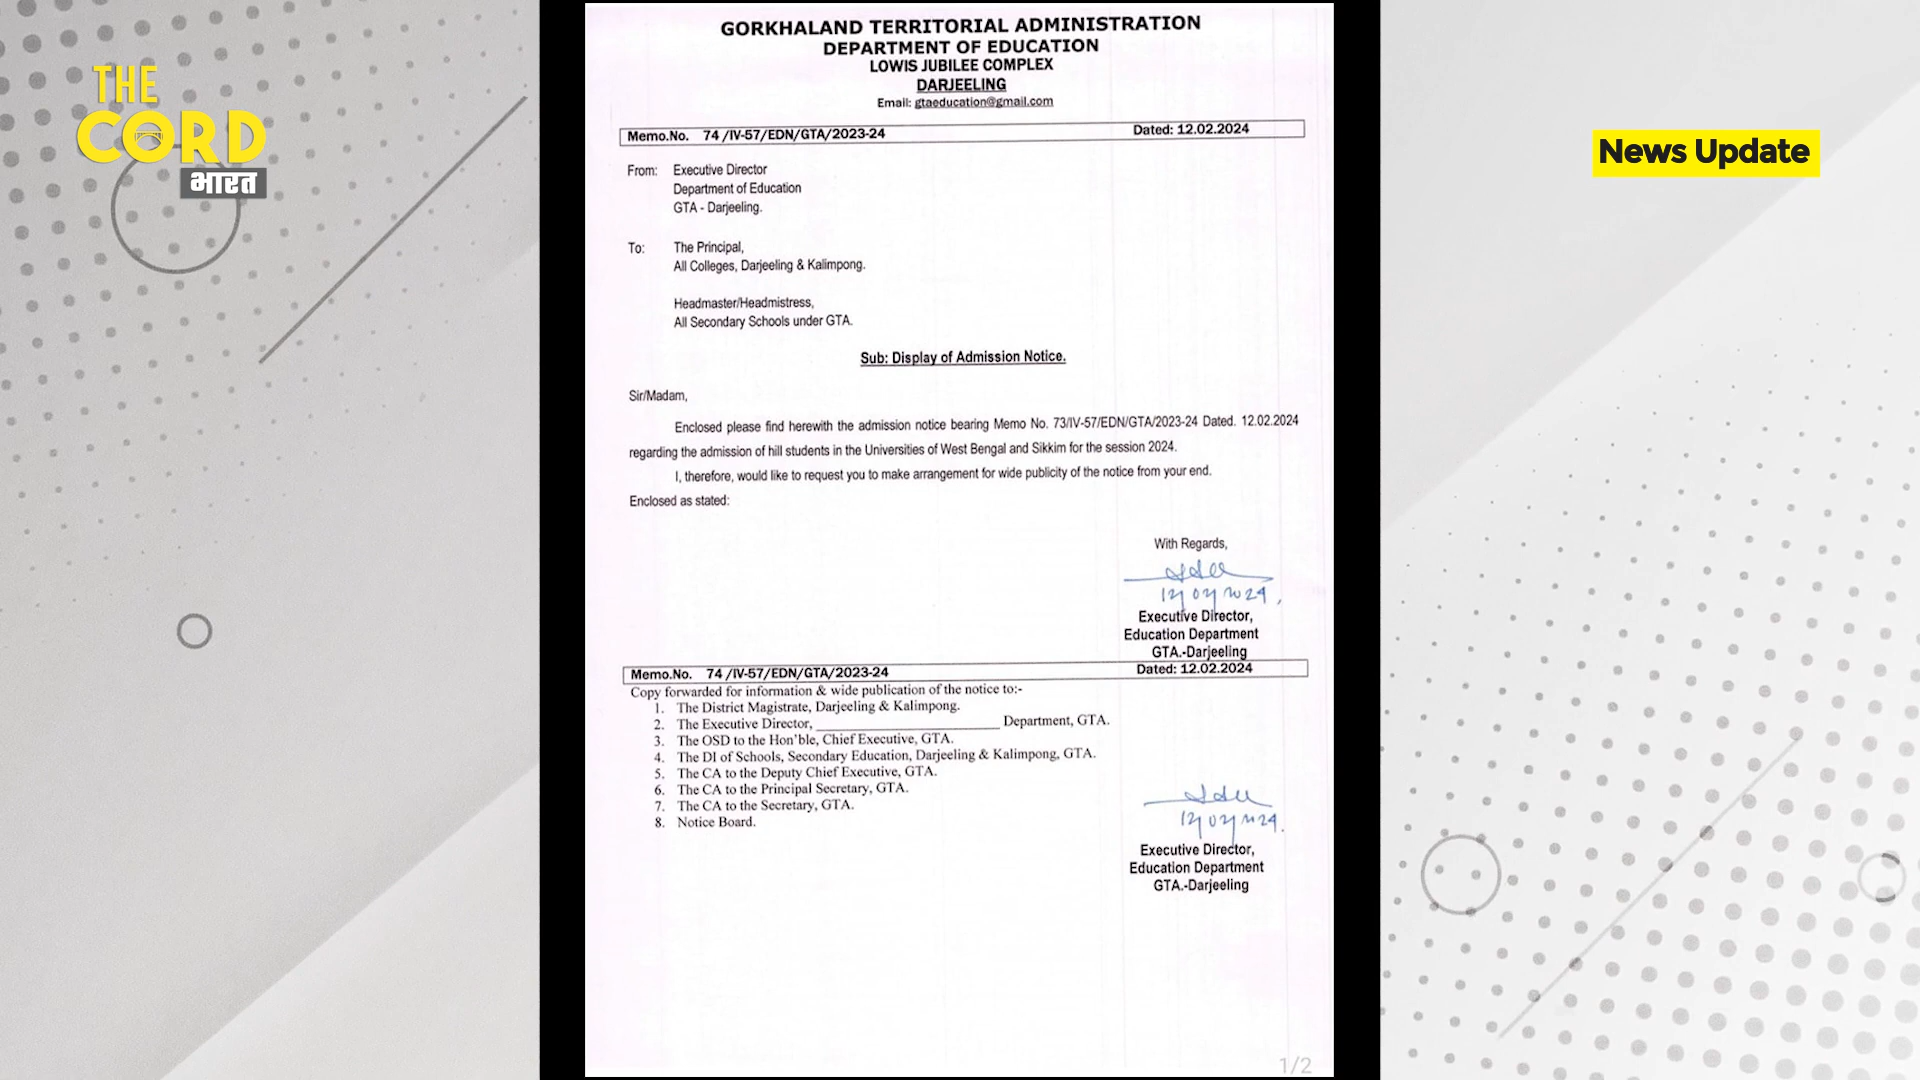 THE
CORD
भारत
News Update
GORKHALAND TERRITORIAL ADMINISTRATION
DEPARTMENT OF EDUCATION
LOWIS JUBILEE COMPLEX
DARJEELING
Email: gtaeducation@gmail.com
Memo.No. 74 /IV-57/EDN/GTA/2023-24 Dated: 12.02.2024
From: Executive Director
Department of Education
GTA - Darjeeling.
To: The Principal,
All Colleges, Darjeeling & Kalimpong.
Headmaster/Headmistress,
All Secondary Schools under GTA.
Sub: Display of Admission Notice.
Sir/Madam,
Enclosed please find herewith the admission notice bearing Memo No. 73/IV-57/EDN/GTA/2023-24 Dated. 12.02.2024
regarding the admission of hill students in the Universities of West Bengal and Sikkim for the session 2024.
I, therefore, would like to request you to make arrangement for wide publicity of the notice from your end.
Enclosed as stated:
With Regards,
12/02/2024,
Executive Director,
Education Department
GTA.-Darjeeling
Memo.No. 74 /IV-57/EDN/GTA/2023-24 Dated: 12.02.2024
Copy forwarded for information & wide publication of the notice to:-
1. The District Magistrate, Darjeeling & Kalimpong.
2. The Executive Director, __________________________ Department, GTA.
3. The OSD to the Hon'ble, Chief Executive, GTA.
4. The DI of Schools, Secondary Education, Darjeeling & Kalimpong, GTA.
5. The CA to the Deputy Chief Executive, GTA.
6. The CA to the Principal Secretary, GTA.
7. The CA to the Secretary, GTA.
8. Notice Board.
12/02/2024.
Executive Director,
Education Department
GTA.-Darjeeling
1/2